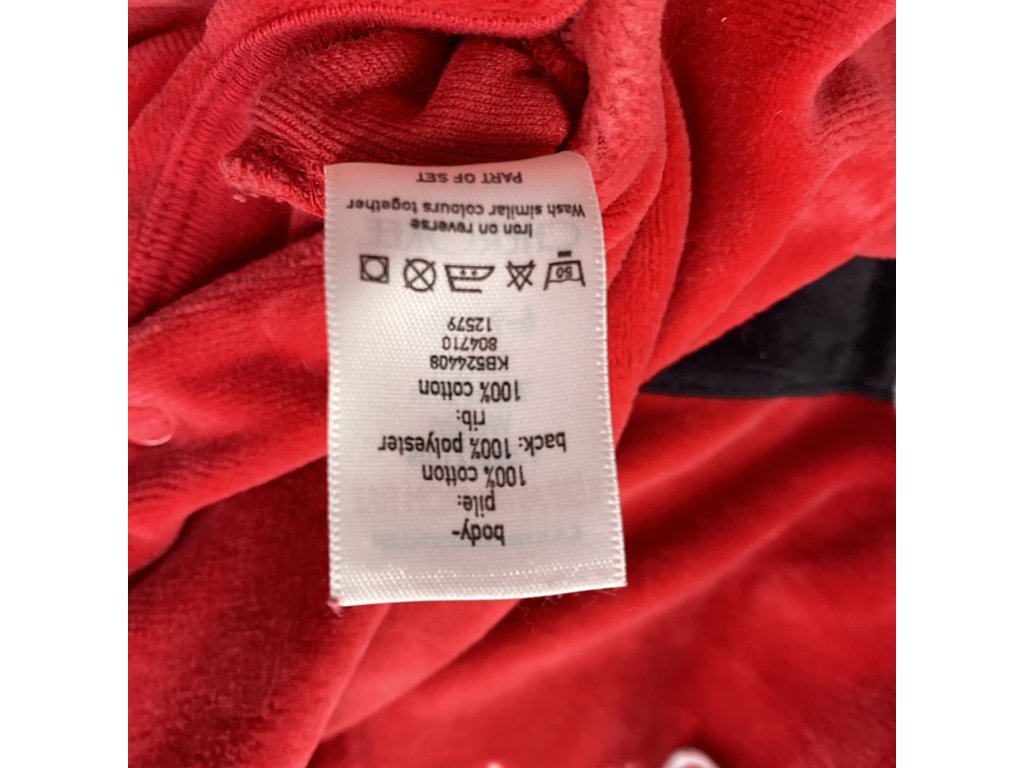 body-
pile:
100% cotton
back: 100% polyester
rib:
100% cotton
KB524408
804710
12579
50
Iron on reverse
Wash similar colours together
PART OF SET